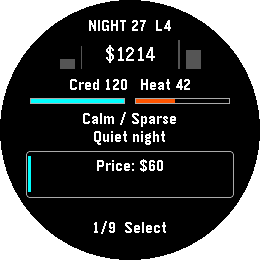 NIGHT 27 L4
$1214
Cred 120 Heat 42
Calm / Sparse
Quiet night
Price: $60
1/9 Select